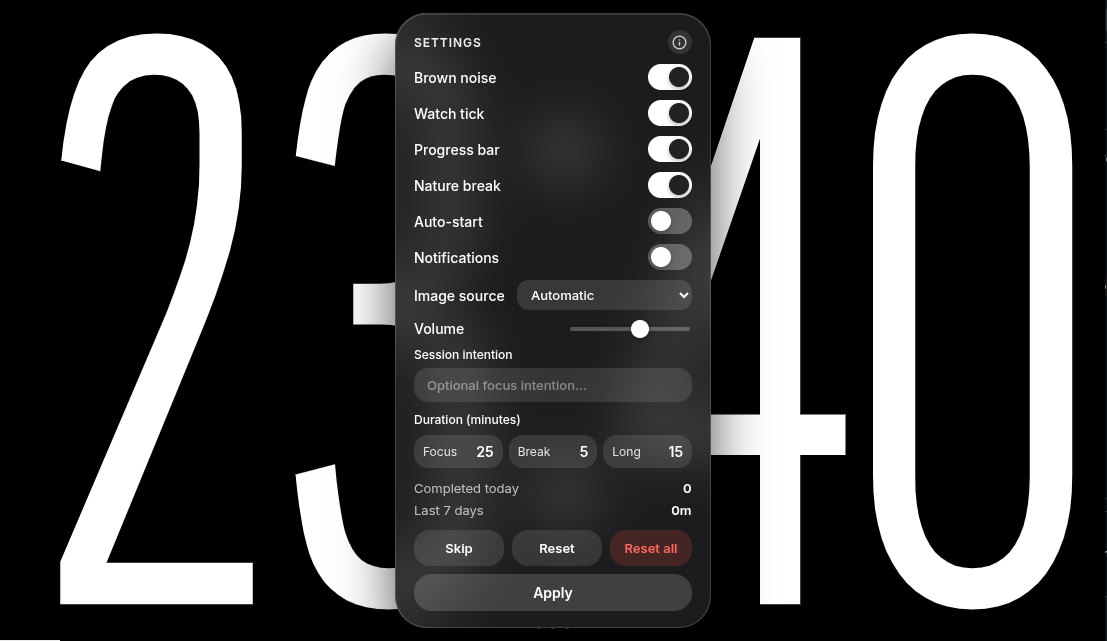 23 40
SETTINGS
Brown noise
Watch tick
Progress bar
Nature break
Auto-start
Notifications
Image source Automatic
Volume
Session intention
Optional focus intention...
Duration (minutes)
Focus 25 Break 5 Long 15
Completed today 0
Last 7 days 0m
Skip Reset Reset all
Apply